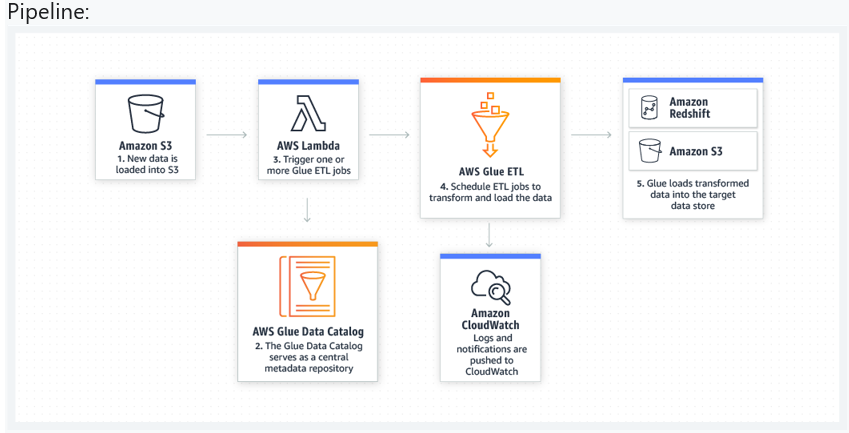 Pipeline:
Amazon S3
1. New data is
loaded into S3
AWS Lambda
3. Trigger one or
more Glue ETL jobs
AWS Glue ETL
4. Schedule ETL jobs to
transform and load the data
Amazon
Redshift
Amazon S3
5. Glue loads transformed
data into the target
data store
AWS Glue Data Catalog
2. The Glue Data Catalog
serves as a central
metadata repository
Amazon
CloudWatch
Logs and
notifications are
pushed to
CloudWatch